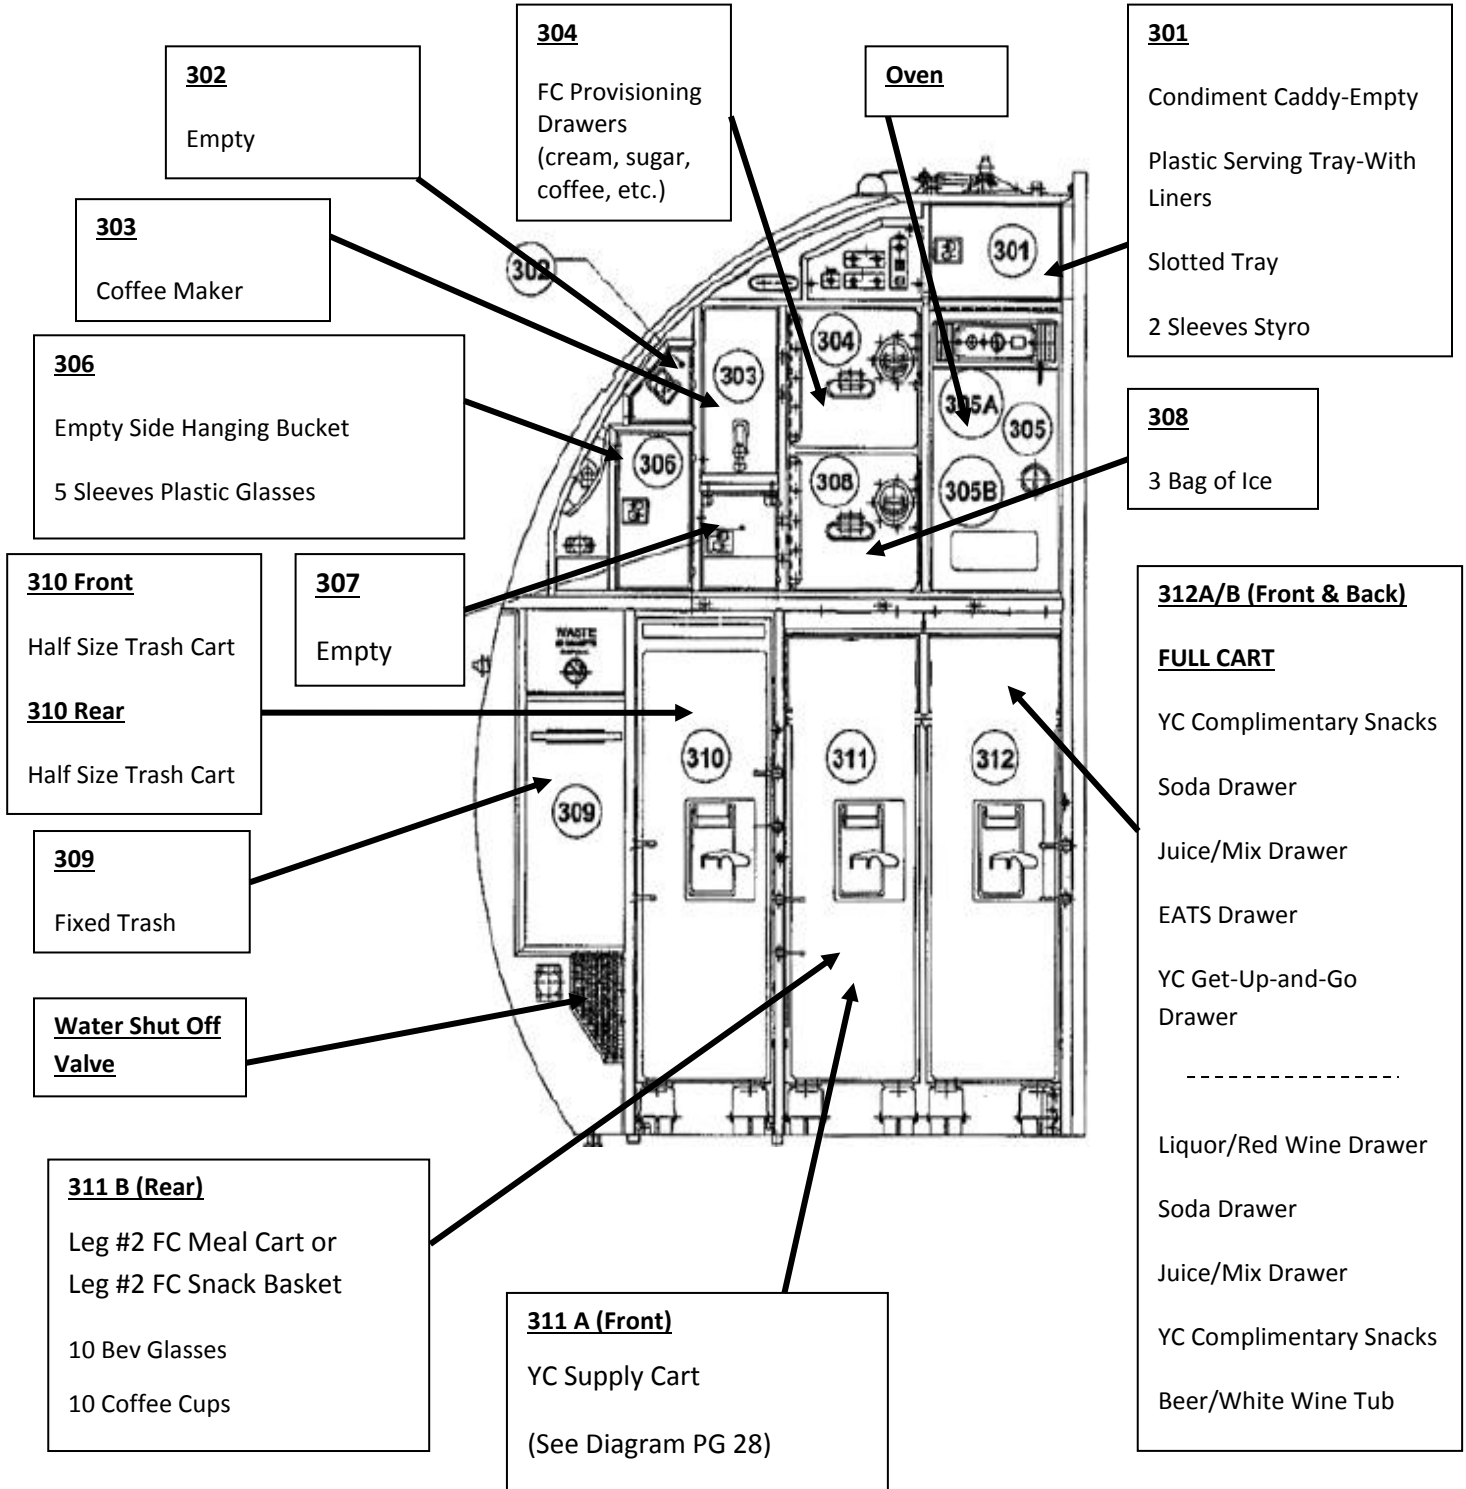 304
FC Provisioning
Drawers
(cream, sugar,
coffee, etc.)
301
Condiment Caddy-Empty
Plastic Serving Tray-With
Liners
Slotted Tray
2 Sleeves Styro
302
Empty
Oven
303
Coffee Maker
306
Empty Side Hanging Bucket
5 Sleeves Plastic Glasses
308
3 Bag of Ice
310 Front
Half Size Trash Cart
310 Rear
Half Size Trash Cart
307
Empty
312A/B (Front & Back)
FULL CART
YC Complimentary Snacks
Soda Drawer
Juice/Mix Drawer
EATS Drawer
YC Get-Up-and-Go
Drawer
----------------
Liquor/Red Wine Drawer
Soda Drawer
Juice/Mix Drawer
YC Complimentary Snacks
Beer/White Wine Tub
309
Fixed Trash
Water Shut Off
Valve
311 B (Rear)
Leg #2 FC Meal Cart or
Leg #2 FC Snack Basket
10 Bev Glasses
10 Coffee Cups
311 A (Front)
YC Supply Cart
(See Diagram PG 28)
301
302
303
304
305A
305
305B
306
308
WASTE
309
310
311
312